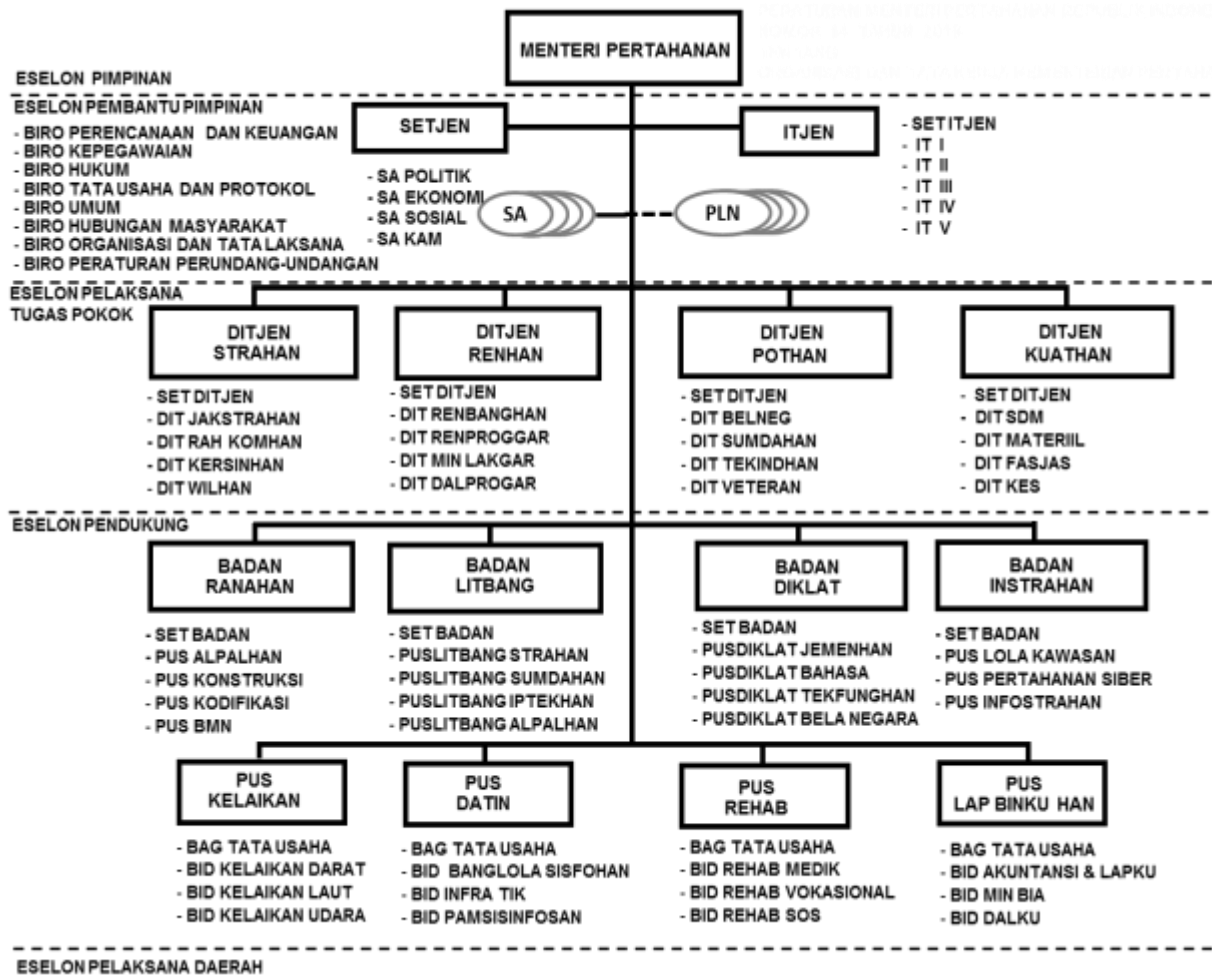 MENTERI PERTAHANAN
ESELON PIMPINAN
ESELON PEMBANTU PIMPINAN
- BIRO PERENCANAAN DAN KEUANGAN
- BIRO KEPEGAWAIAN
- BIRO HUKUM
- BIRO TATA USAHA DAN PROTOKOL
- BIRO UMUM
- BIRO HUBUNGAN MASYARAKAT
- BIRO ORGANISASI DAN TATA LAKSANA
- BIRO PERATURAN PERUNDANG-UNDANGAN
SETJEN
- SA POLITIK
- SA EKONOMI
- SA SOSIAL
- SA KAM
SA
PLN
ITJEN
- SET ITJEN
- IT I
- IT II
- IT III
- IT IV
- IT V
ESELON PELAKSANA
TUGAS POKOK
DITJEN
STRAHAN
- SET DITJEN
- DIT JAKSTRAHAN
- DIT RAH KOMHAN
- DIT KERSINHAN
- DIT WILHAN
DITJEN
RENHAN
- SET DITJEN
- DIT RENBANGHAN
- DIT RENPROGGAR
- DIT MIN LAKGAR
- DIT DALPROGAR
DITJEN
POTHAN
- SET DITJEN
- DIT BELNEG
- DIT SUMDAHAN
- DIT TEKINDHAN
- DIT VETERAN
DITJEN
KUATHAN
- SET DITJEN
- DIT SDM
- DIT MATERIIL
- DIT FASJAS
- DIT KES
ESELON PENDUKUNG
BADAN
RANAHAN
- SET BADAN
- PUS ALPALHAN
- PUS KONSTRUKSI
- PUS KODIFIKASI
- PUS BMN
BADAN
LITBANG
- SET BADAN
- PUSLITBANG STRAHAN
- PUSLITBANG SUMDAHAN
- PUSLITBANG IPTEKHAN
- PUSLITBANG ALPALHAN
BADAN
DIKLAT
- SET BADAN
- PUSDIKLAT JEMENHAN
- PUSDIKLAT BAHASA
- PUSDIKLAT TEKFUNGHAN
- PUSDIKLAT BELA NEGARA
BADAN
INSTRAHAN
- SET BADAN
- PUS LOLA KAWASAN
- PUS PERTAHANAN SIBER
- PUS INFOSTRAHAN
PUS
KELAIKAN
- BAG TATA USAHA
- BID KELAIKAN DARAT
- BID KELAIKAN LAUT
- BID KELAIKAN UDARA
PUS
DATIN
- BAG TATA USAHA
- BID BANGLOLA SISFOHAN
- BID INFRA TIK
- BID PAMSISINFOSAN
PUS
REHAB
- BAG TATA USAHA
- BID REHAB MEDIK
- BID REHAB VOKASIONAL
- BID REHAB SOS
PUS
LAP BINKU HAN
- BAG TATA USAHA
- BID AKUNTANSI & LAPKU
- BID MIN BIA
- BID DALKU
ESELON PELAKSANA DAERAH